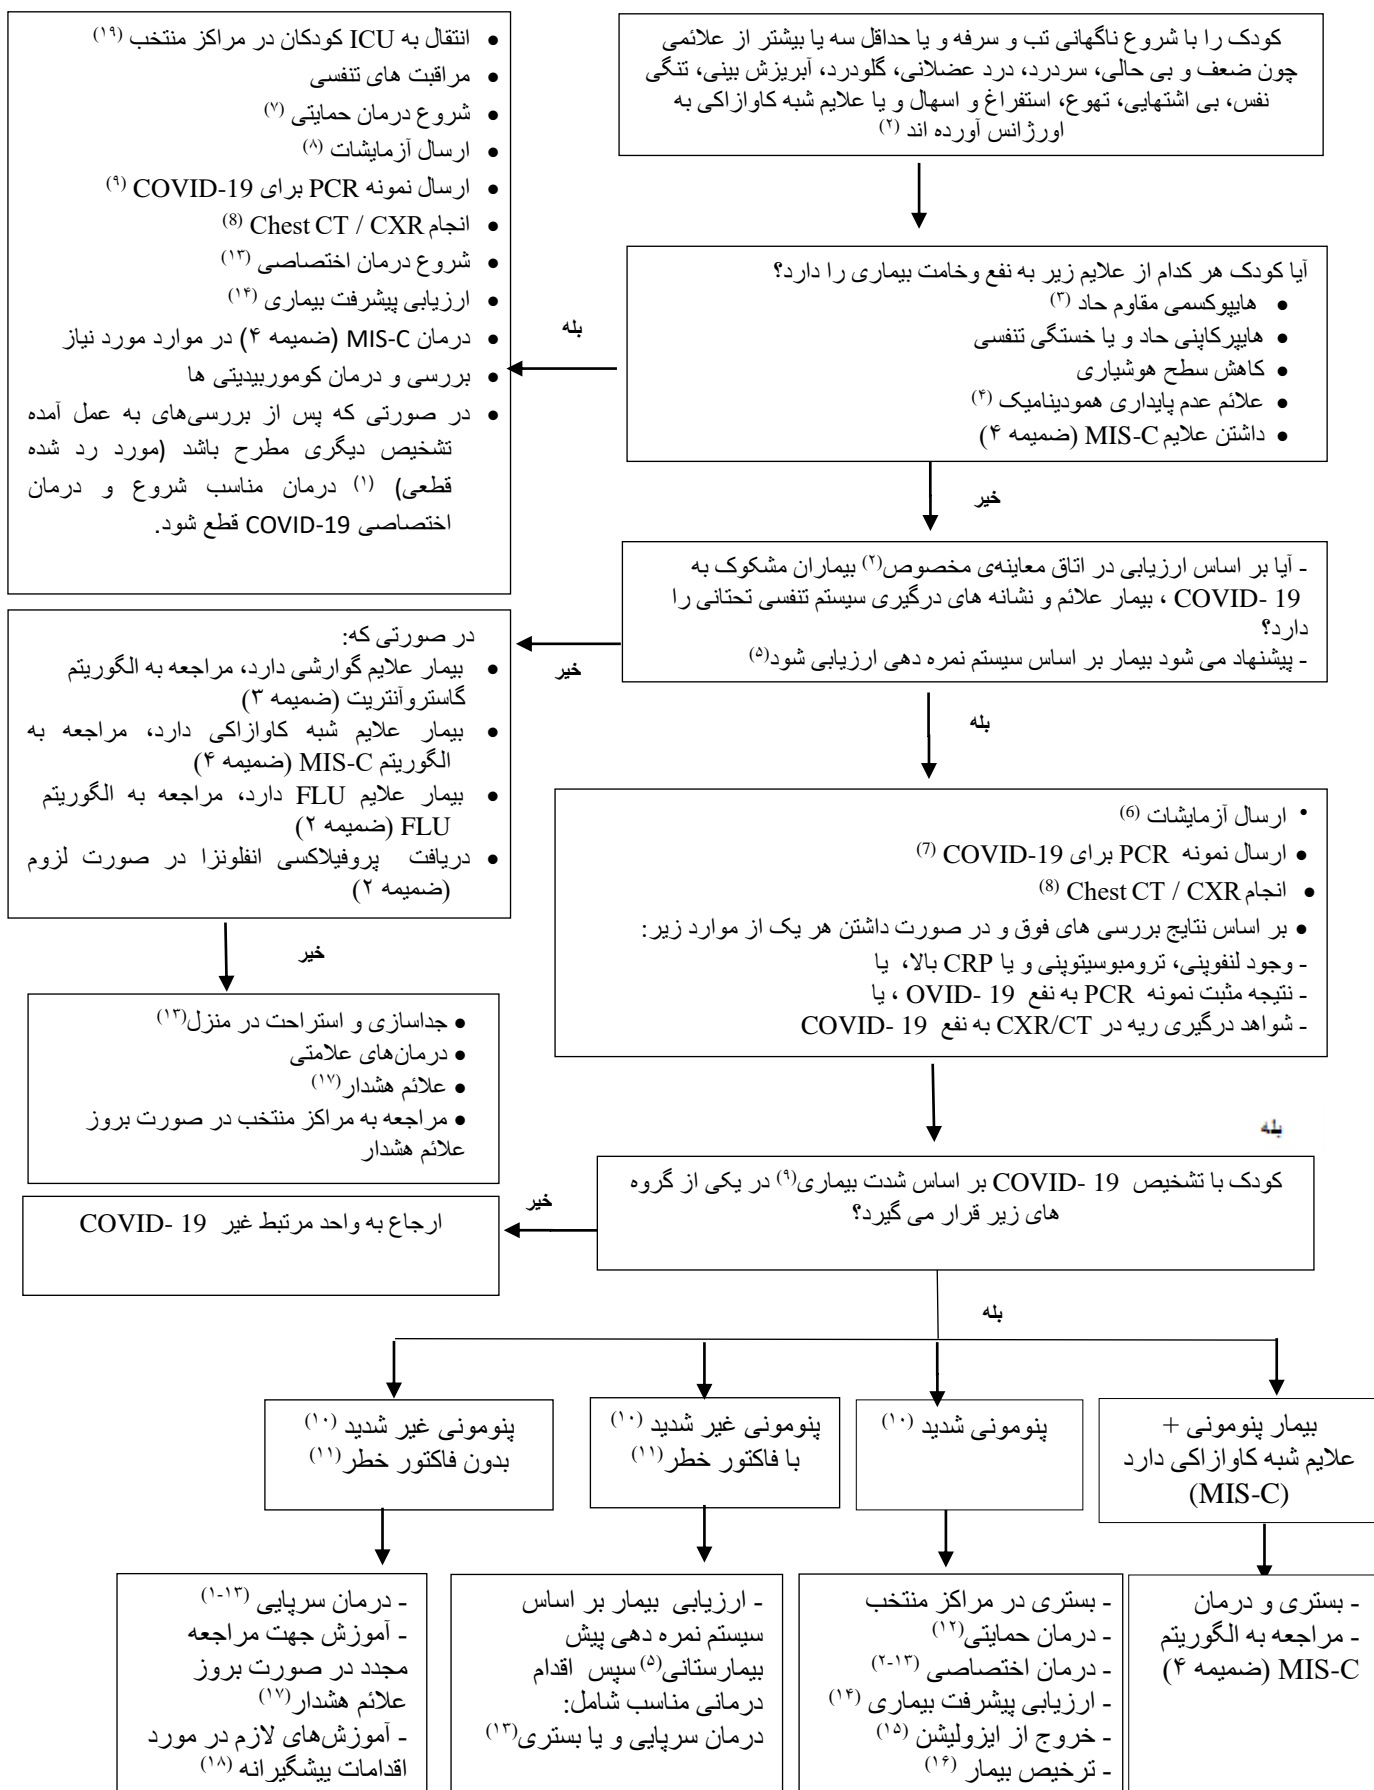 کودک را با شروع ناگهانی تب و سرفه و یا حداقل سه یا بیشتر از علائمی
چون ضعف و بی حالی، سردرد، درد عضلانی، گلودرد، آبریزش بینی، تنگی
نفس، بی اشتهایی، تهوع، استفراغ و اسهال و یا علایم شبه کاوازاکی به
اورژانس آورده اند (۲)
آیا کودک هر کدام از علایم زیر به نفع وخامت بیماری را دارد؟
● هایپوکسمی مقاوم حاد (۳)
● هایپرکاپنی حاد و یا خستگی تنفسی
● کاهش سطح هوشیاری
● علائم عدم پایداری همودینامیک (۴)
● داشتن علایم MIS-C (ضمیمه ۴)
بله
● انتقال به ICU کودکان در مراکز منتخب (۱۹)
● مراقبت های تنفسی
● شروع درمان حمایتی (۷)
● ارسال آزمایشات (۸)
● ارسال نمونه PCR برای COVID-19 (۹)
● انجام Chest CT / CXR (8)
● شروع درمان اختصاصی (۱۳)
● ارزیابی پیشرفت بیماری (۱۴)
● درمان MIS-C (ضمیمه ۴) در موارد مورد نیاز
● بررسی و درمان کوموربیدیتی ها
● در صورتی که پس از بررسی‌های به عمل آمده
تشخیص دیگری مطرح باشد (مورد رد شده
قطعی) (۱) درمان مناسب شروع و درمان
اختصاصی COVID-19 قطع شود.
خیر
- آیا بر اساس ارزیابی در اتاق معاینه‌ی مخصوص(۲) بیماران مشکوک به
COVID- 19 ، بیمار علائم و نشانه های درگیری سیستم تنفسی تحتانی را
دارد؟
- پیشنهاد می شود بیمار بر اساس سیستم نمره دهی ارزیابی شود(۵)
خیر
در صورتی که:
● بیمار علایم گوارشی دارد، مراجعه به الگوریتم
گاستروآنتریت (ضمیمه ۳)
● بیمار علایم شبه کاوازاکی دارد، مراجعه به
الگوریتم MIS-C (ضمیمه ۴)
● بیمار علایم FLU دارد، مراجعه به الگوریتم
FLU (ضمیمه ۲)
● دریافت پروفیلاکسی انفلونزا در صورت لزوم
(ضمیمه ۲)
خیر
● جداسازی و استراحت در منزل(۱۳)
● درمان‌های علامتی
● علائم هشدار(۱۷)
● مراجعه به مراکز منتخب در صورت بروز
علائم هشدار
بله
• ارسال آزمایشات (6)
● ارسال نمونه PCR برای COVID-19 (7)
● انجام Chest CT / CXR (8)
● بر اساس نتایج بررسی های فوق و در صورت داشتن هر یک از موارد زیر:
- وجود لنفوپنی، ترومبوسیتوپنی و یا CRP بالا، یا
- نتیجه مثبت نمونه PCR به نفع OVID- 19 ، یا
- شواهد درگیری ریه در CXR/CT به نفع COVID- 19
بله
کودک با تشخیص COVID- 19 بر اساس شدت بیماری(۹) در یکی از گروه
های زیر قرار می گیرد؟
خیر
ارجاع به واحد مرتبط غیر COVID- 19
بله
بیمار پنومونی +
علایم شبه کاوازاکی دارد
(MIS-C)
پنومونی شدید (۱۰)
پنومونی غیر شدید (۱۰)
با فاکتور خطر(۱۱)
پنومونی غیر شدید (۱۰)
بدون فاکتور خطر(۱۱)
- بستری و درمان
- مراجعه به الگوریتم
MIS-C (ضمیمه ۴)
- بستری در مراکز منتخب
- درمان حمایتی(۱۲)
- درمان اختصاصی (۱۳-۲)
- ارزیابی پیشرفت بیماری (۱۴)
- خروج از ایزولیشن (۱۵)
- ترخیص بیمار (۱۶)
- ارزیابی بیمار بر اساس
سیستم نمره دهی پیش
بیمارستانی(۵) سپس اقدام
درمانی مناسب شامل:
درمان سرپایی و یا بستری(۱۳)
- درمان سرپایی (۱۳-۱)
- آموزش جهت مراجعه
مجدد در صورت بروز
علائم هشدار(۱۷)
- آموزش‌های لازم در مورد
اقدامات پیشگیرانه (۱۸)